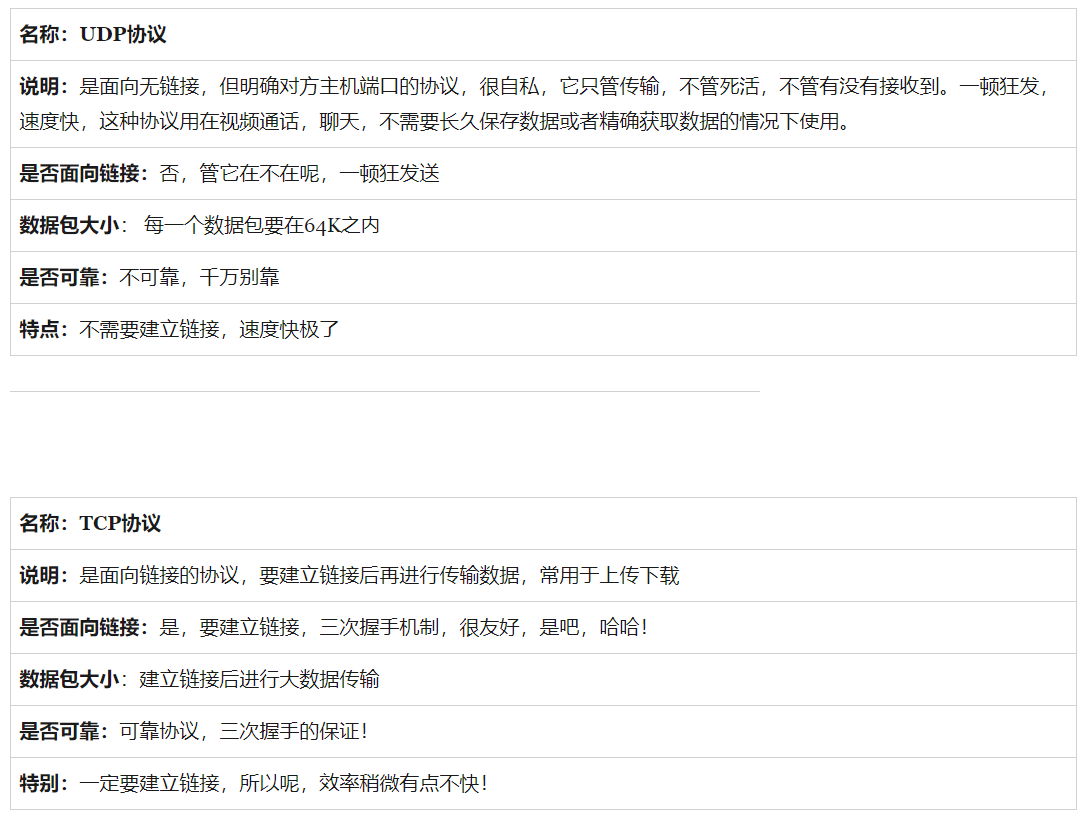 名称：UDP协议
说明：是面向无链接，但明确对方主机端口的协议，很自私，它只管传输，不管死活，不管有没有接收到。一顿狂发，
速度快，这种协议用在视频通话，聊天，不需要长久保存数据或者精确获取数据的情况下使用。
是否面向链接：否，管它在不在呢，一顿狂发送
数据包大小： 每一个数据包要在64K之内
是否可靠：不可靠，千万别靠
特点：不需要建立链接，速度快极了
名称：TCP协议
说明：是面向链接的协议，要建立链接后再进行传输数据，常用于上传下载
是否面向链接：是，要建立链接，三次握手机制，很友好，是吧，哈哈！
数据包大小：建立链接后进行大数据传输
是否可靠：可靠协议，三次握手的保证！
特别：一定要建立链接，所以呢，效率稍微有点不快！